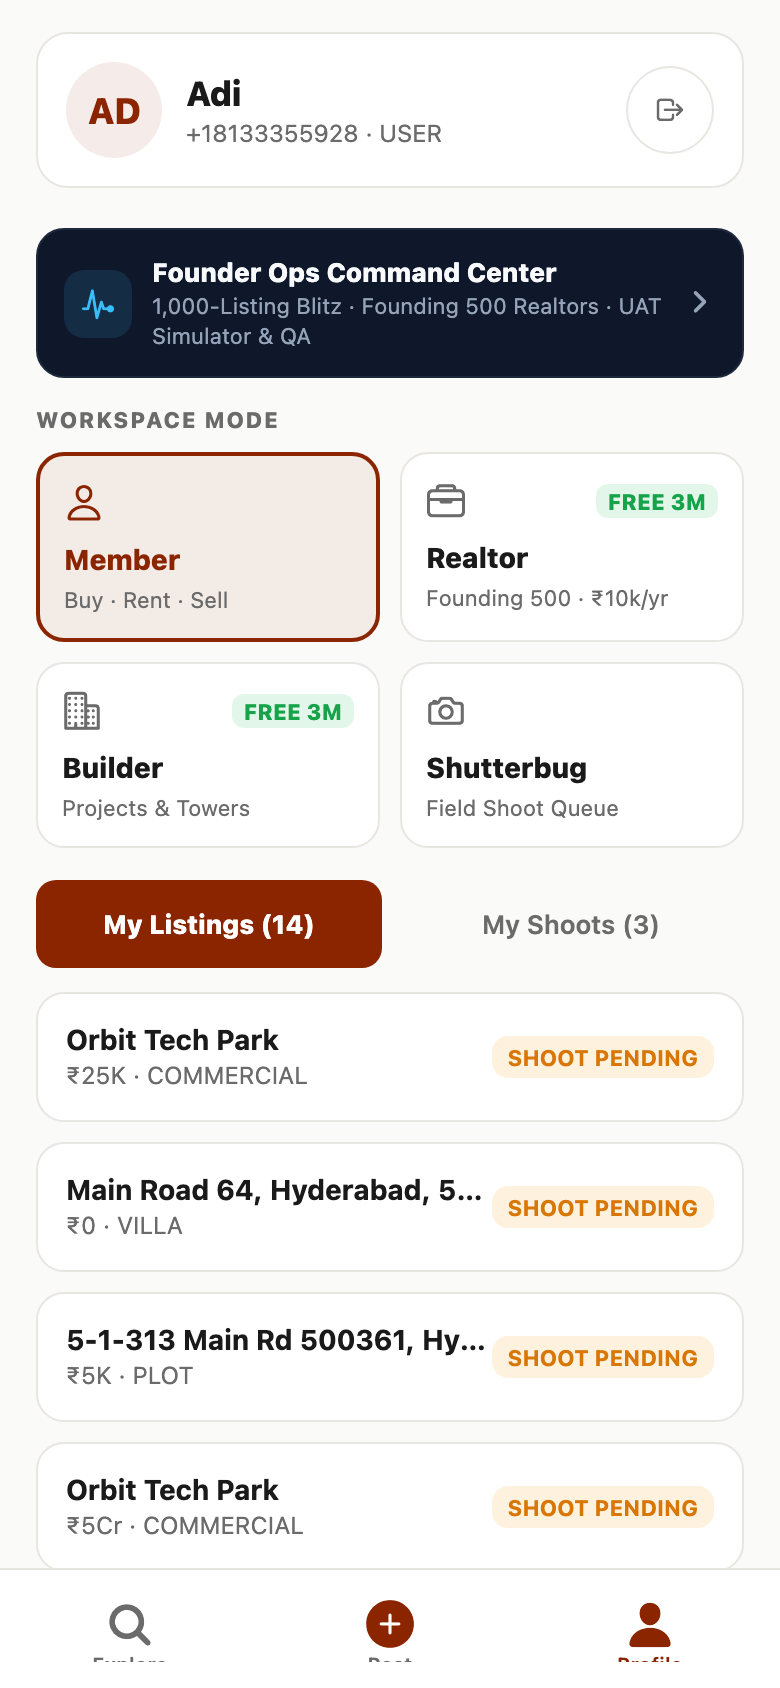 AD
Adi
+18133355928 · USER
Founder Ops Command Center
1,000-Listing Blitz · Founding 500 Realtors · UAT
Simulator & QA
WORKSPACE MODE
Member
Buy · Rent · Sell
FREE 3M
Realtor
Founding 500 · ₹10k/yr
FREE 3M
Builder
Projects & Towers
Shutterbug
Field Shoot Queue
My Listings (14)
My Shoots (3)
Orbit Tech Park
₹25K · COMMERCIAL
SHOOT PENDING
Main Road 64, Hyderabad, 5...
₹0 · VILLA
SHOOT PENDING
5-1-313 Main Rd 500361, Hy...
₹5K · PLOT
SHOOT PENDING
Orbit Tech Park
₹5Cr · COMMERCIAL
SHOOT PENDING
Explore
Post
Profile